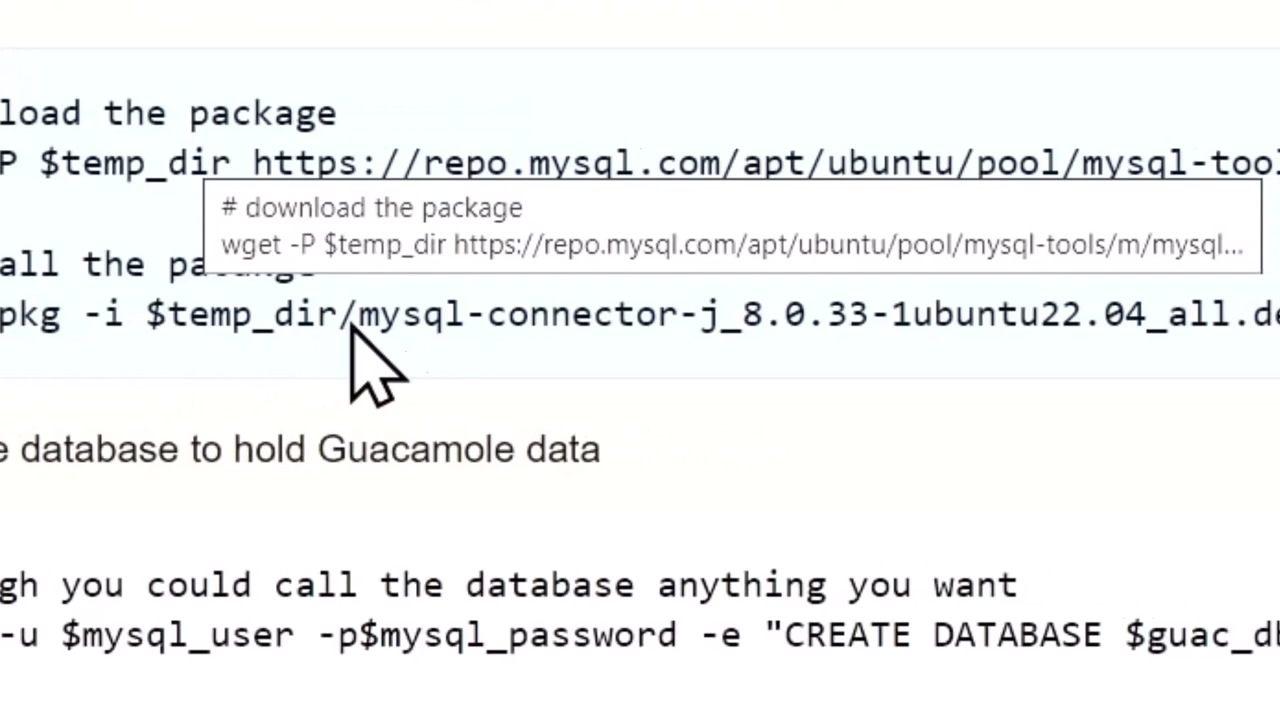 load the package
P $temp_dir https://repo.mysql.com/apt/ubuntu/pool/mysql-tool
# download the package
wget -P $temp_dir https://repo.mysql.com/apt/ubuntu/pool/mysql-tools/m/mysql...
all the package
pkg -i $temp_dir/mysql-connector-j_8.0.33-1ubuntu22.04_all.de
e database to hold Guacamole data
gh you could call the database anything you want
-u $mysql_user -p$mysql_password -e "CREATE DATABASE $guac_db